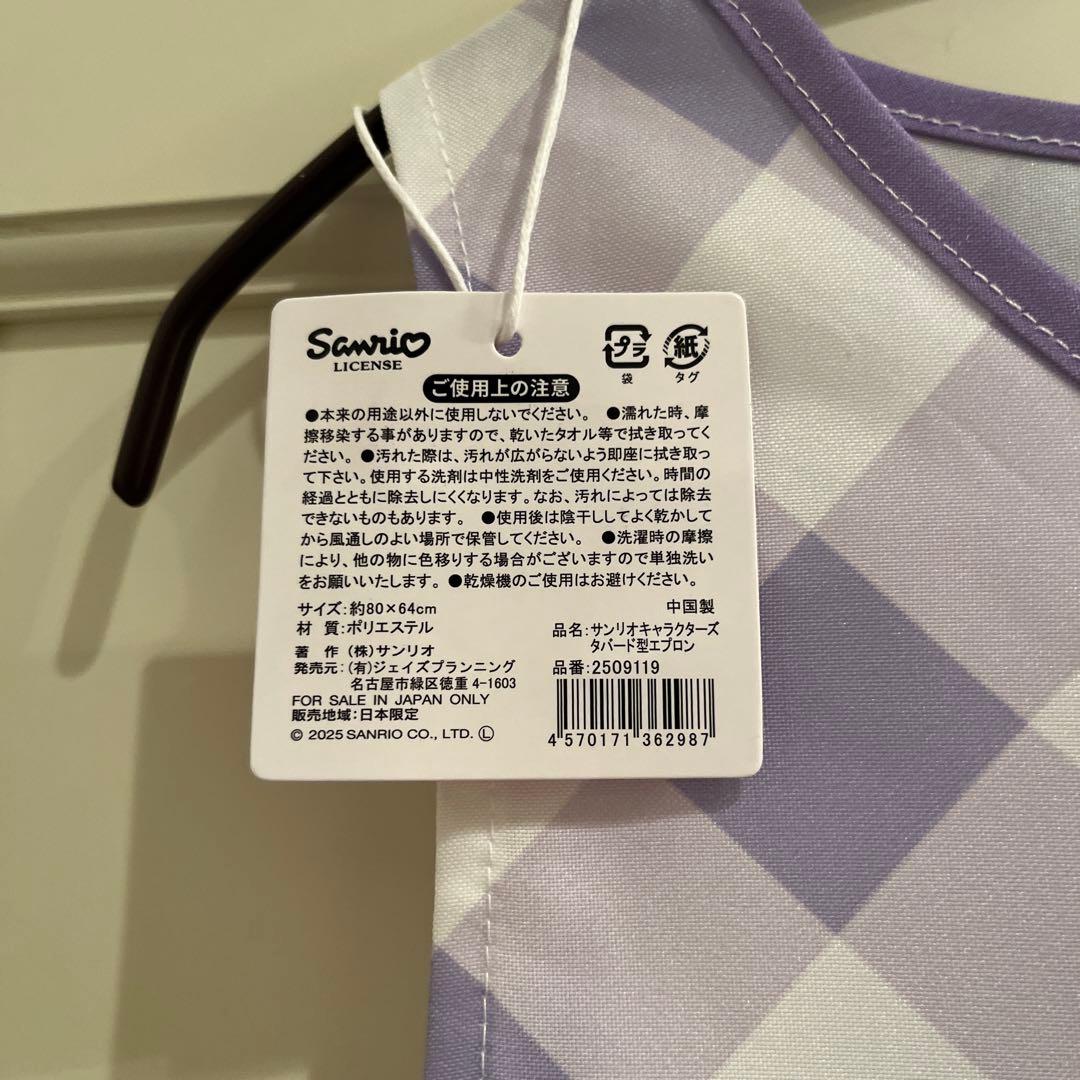 Sanrio
LICENSE
プラ
袋
紙
タグ
ご使用上の注意
●本来の用途以外に使用しないでください。 ●濡れた時、摩
擦移染する事がありますので、乾いたタオル等で拭き取ってく
ださい。 ●汚れた際は、汚れが広がらないよう即座に拭き取っ
て下さい。使用する洗剤は中性洗剤をご使用ください。時間の
経過とともに除去しにくくなります。なお、汚れによっては除去
できないものもあります。 ●使用後は陰干ししてよく乾かして
から風通しのよい場所で保管してください。 ●洗濯時の摩擦
により、他の物に色移りする場合がございますので単独洗い
をお願いいたします。 ●乾燥機のご使用はお避けください。
サイズ：約80×64cm
材 質：ポリエステル
著 作 （株）サンリオ
発売元：（有）ジェイズプランニング
名古屋市緑区徳重 4-1603
FOR SALE IN JAPAN ONLY
販売地域：日本限定
© 2025 SANRIO CO., LTD. Ⓛ
中国製
品名：サンリオキャラクターズ
タバード型エプロン
品番：2509119
4 570171 362987